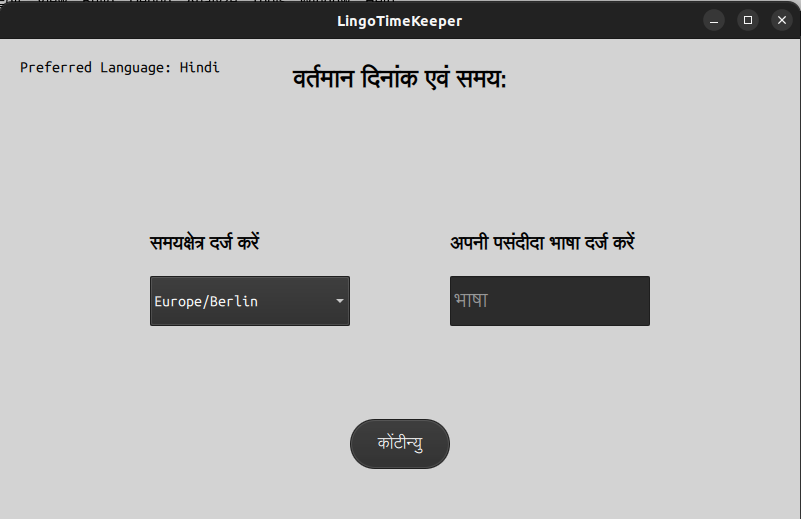 LingoTimeKeeper
Preferred Language: Hindi
वर्तमान दिनांक एवं समय:
समयक्षेत्र दर्ज करें
अपनी पसंदीदा भाषा दर्ज करें
Europe/Berlin
भाषा
कोंटीन्यु